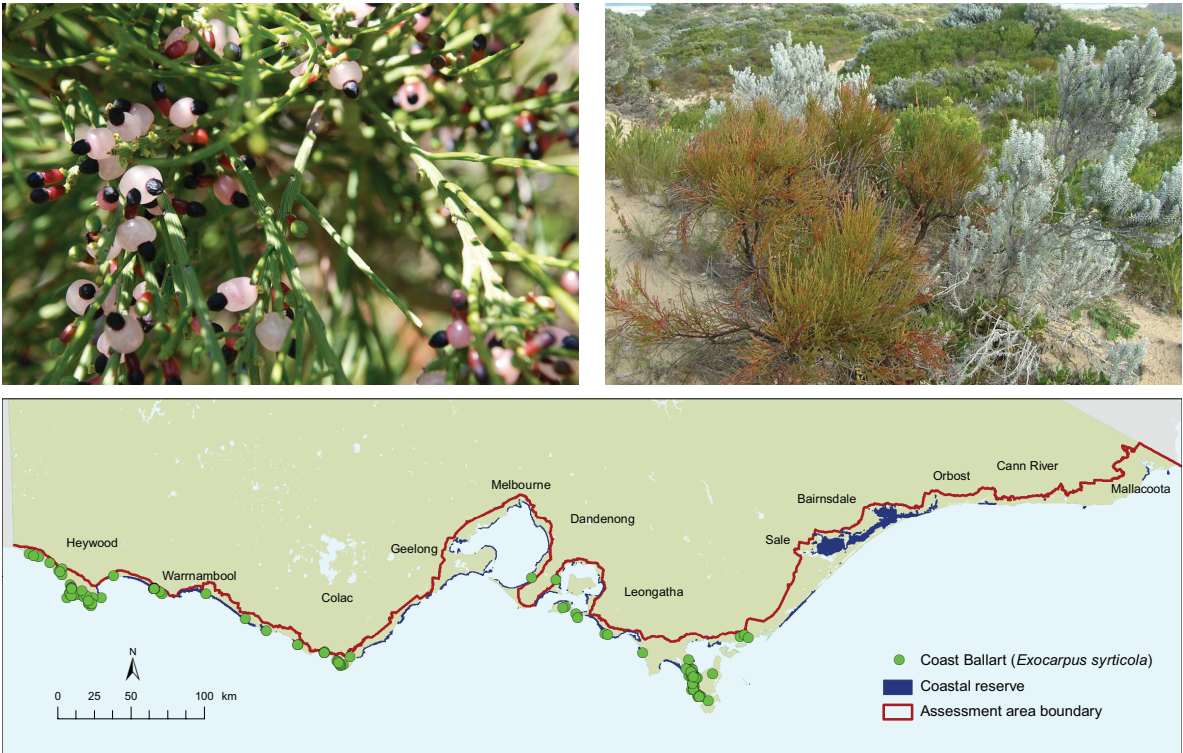 Melbourne
Dandenong
Geelong
Heywood
Warrnambool
Colac
Leongatha
Sale
Bairnsdale
Orbost
Cann River
Mallacoota
N
0 25 50 100 km
Coast Ballart (Exocarpus syrticola)
Coastal reserve
Assessment area boundary